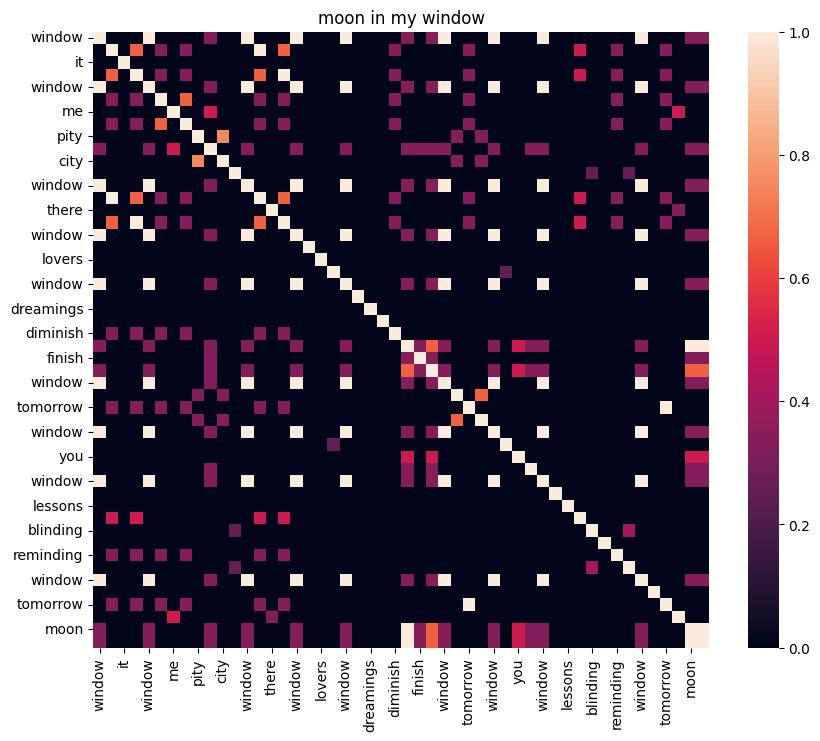 moon in my window
window
it
window
me
pity
city
window
there
window
lovers
window
dreamings
diminish
finish
window
tomorrow
window
you
window
lessons
blinding
reminding
window
tomorrow
moon
1.0
0.8
0.6
0.4
0.2
0.0
window
it
window
me
pity
city
window
there
window
lovers
window
dreamings
diminish
finish
window
tomorrow
window
you
window
lessons
blinding
reminding
window
tomorrow
moon